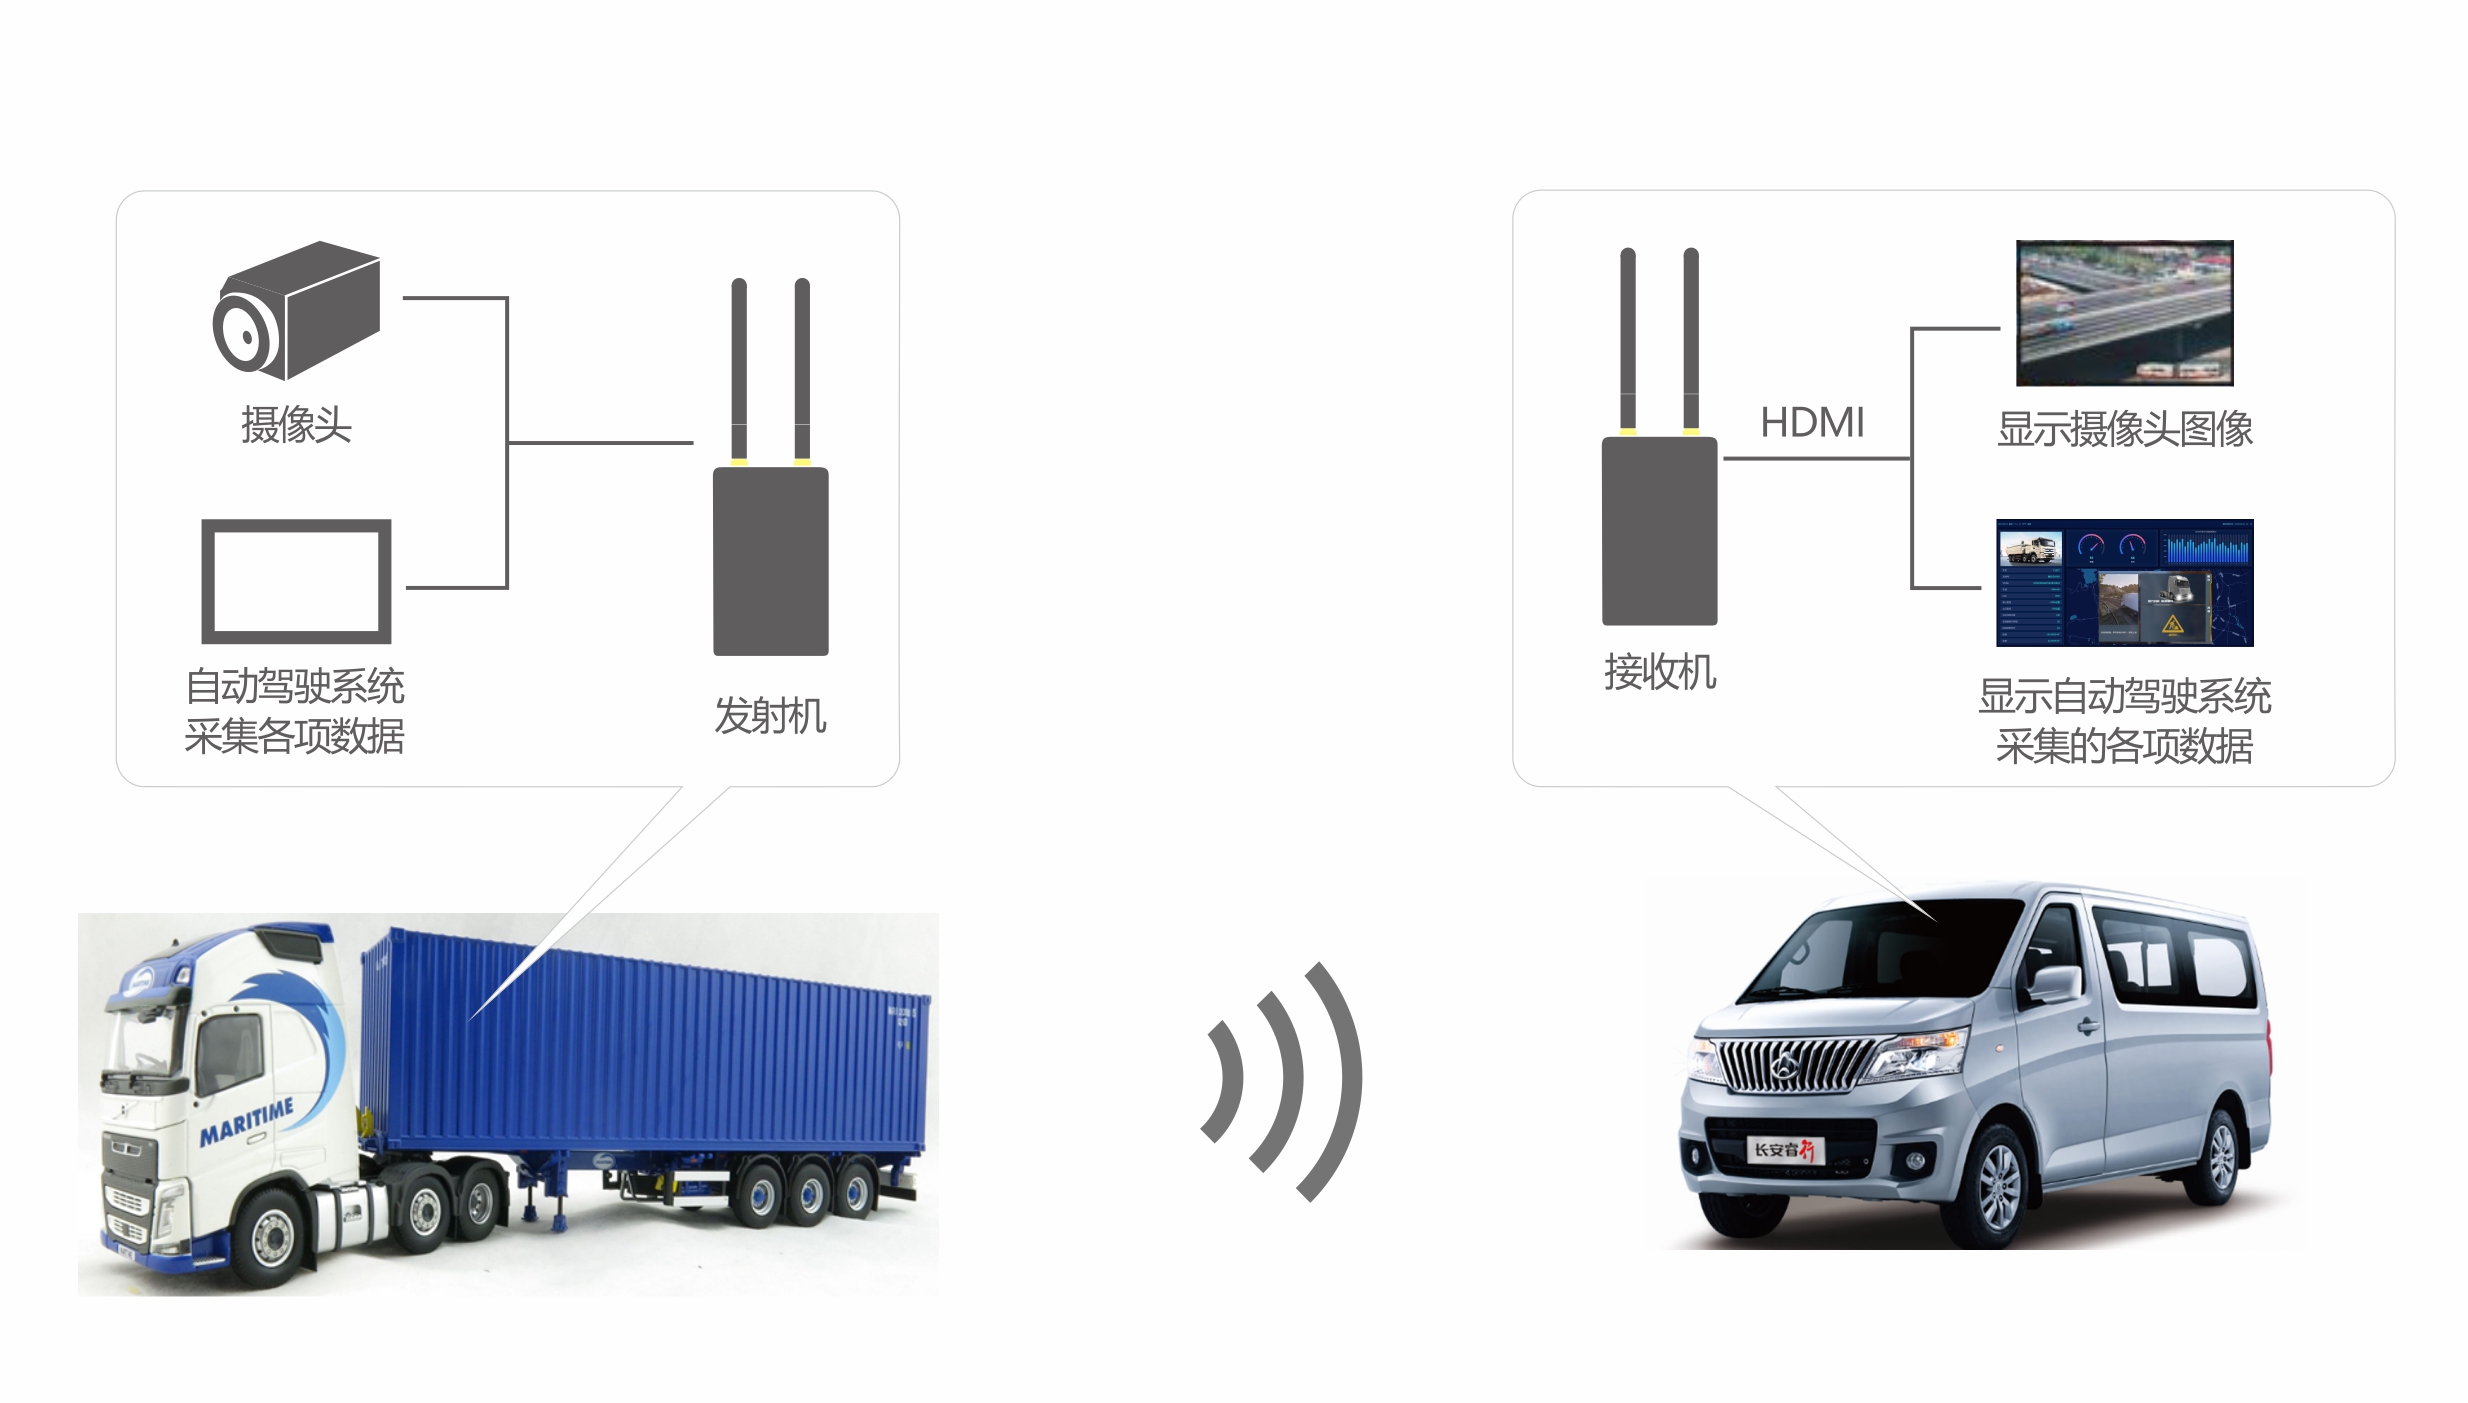 摄像头
自动驾驶系统
采集各项数据
发射机
HDMI
接收机
显示摄像头图像
显示自动驾驶系统
采集的各项数据
MARITIME
长安睿行